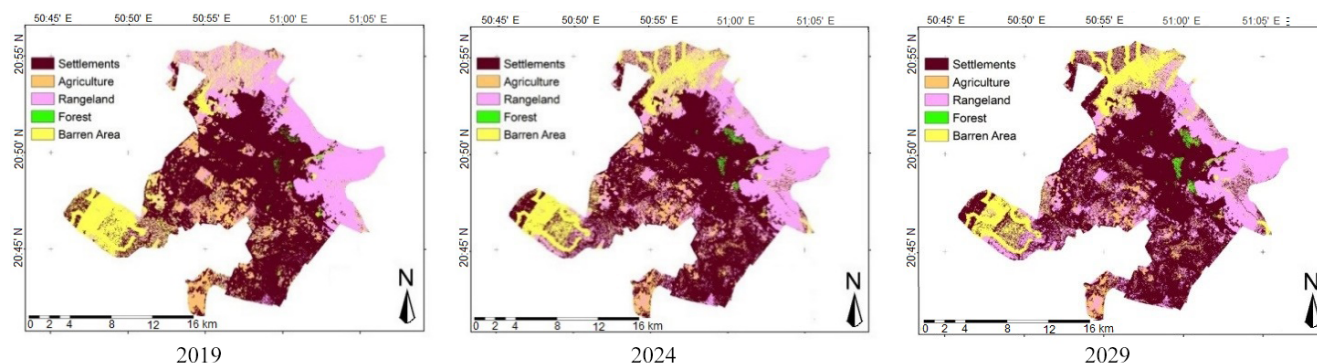 50:45' E 50:50' E 50:55' E 51:00' E 51:05' E
20:55' N
20:50' N
20:45' N
Settlements
Agriculture
Rangeland
Forest
Barren Area
N
0 2 4 8 12 16 km
2019
50:45' E 50:50' E 50:55' E 51:00' E 51:05' E
20:55' N
20:50' N
20:45' N
Settlements
Agriculture
Rangeland
Forest
Barren Area
N
0 2 4 8 12 16 km
2024
50:45' E 50:50' E 50:55' E 51:00' E 51:05'
20:55' N
20:50' N
20:45' N
Settlements
Agriculture
Rangeland
Forest
Barren Area
N
0 2 4 8 12 16 km
2029